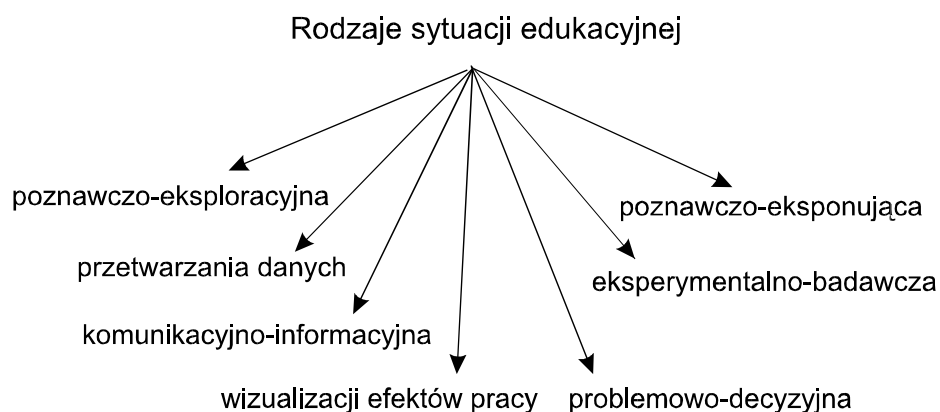 Rodzaje sytuacji edukacyjnej
poznawczo-eksploracyjna
poznawczo-eksponująca
przetwarzania danych
eksperymentalno-badawcza
komunikacyjno-informacyjna
wizualizacji efektów pracy
problemowo-decyzyjna